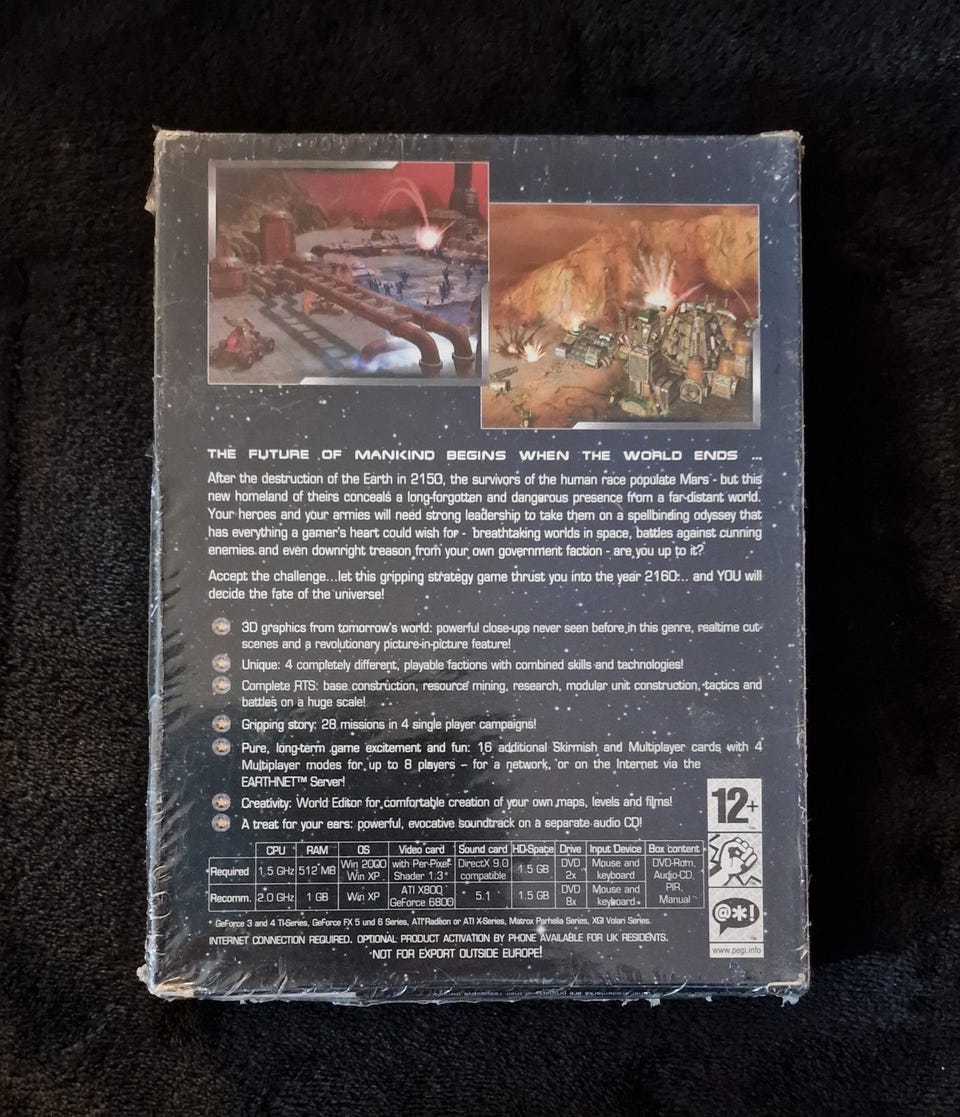 THE FUTURE OF MANKIND BEGINS WHEN THE WORLD ENDS ...
After the destruction of the Earth in 2150, the survivors of the human race populate Mars - but this
new homeland of theirs conceals a long-forgotten and dangerous presence from a far-distant world.
Your heroes and your armies will need strong leadership to take them on a spellbinding odyssey that
has everything a gamer's heart could wish for - breathtaking worlds in space, battles against cunning
enemies and even downright treason from your own government faction - are you up to it?
Accept the challenge...let this gripping strategy game thrust you into the year 2160... and YOU will
decide the fate of the universe!
3D graphics from tomorrow's world: powerful close-ups never seen before in this genre, realtime cut-
scenes and a revolutionary picture-in-picture feature!
Unique: 4 completely different, playable factions with combined skills and technologies!
Complete RTS: base construction, resource mining, research, modular unit construction, tactics and
battles on a huge scale!
Gripping story: 28 missions in 4 single player campaigns!
Pure, long-term game excitement and fun: 16 additional Skirmish and Multiplayer cards with 4
Multiplayer modes for up to 8 players - for a network, or on the Internet via the
EARTHNET™ Server!
Creativity: World Editor for comfortable creation of your own maps, levels and films!
A treat for your ears: powerful, evocative soundtrack on a separate audio CD!
12+
CPU RAM OS Video card Sound card HD-Space Drive Input Device Box content
Required 1,5 GHz 512 MB Win 2000 Win XP with Per-Pixel Shader 1.3* DirectX 9.0 compatible 1.5 GB DVD 2x Mouse and keyboard DVD-Rom, Audio-CD, PIR, Manual
Recomm. 2.0 GHz 1 GB Win XP ATI X800, GeForce 6800 5.1 1.5 GB DVD 8x Mouse and keyboard
* GeForce 3 and 4 Ti-Series, GeForce FX 5 und 6 Series, ATI Radeon or ATI X-Series, Matrox Parhelia Series, XGI Volari Series.
INTERNET CONNECTION REQUIRED. OPTIONAL PRODUCT ACTIVATION BY PHONE AVAILABLE FOR UK RESIDENTS.
NOT FOR EXPORT OUTSIDE EUROPE!
@*!
www.pegi.info